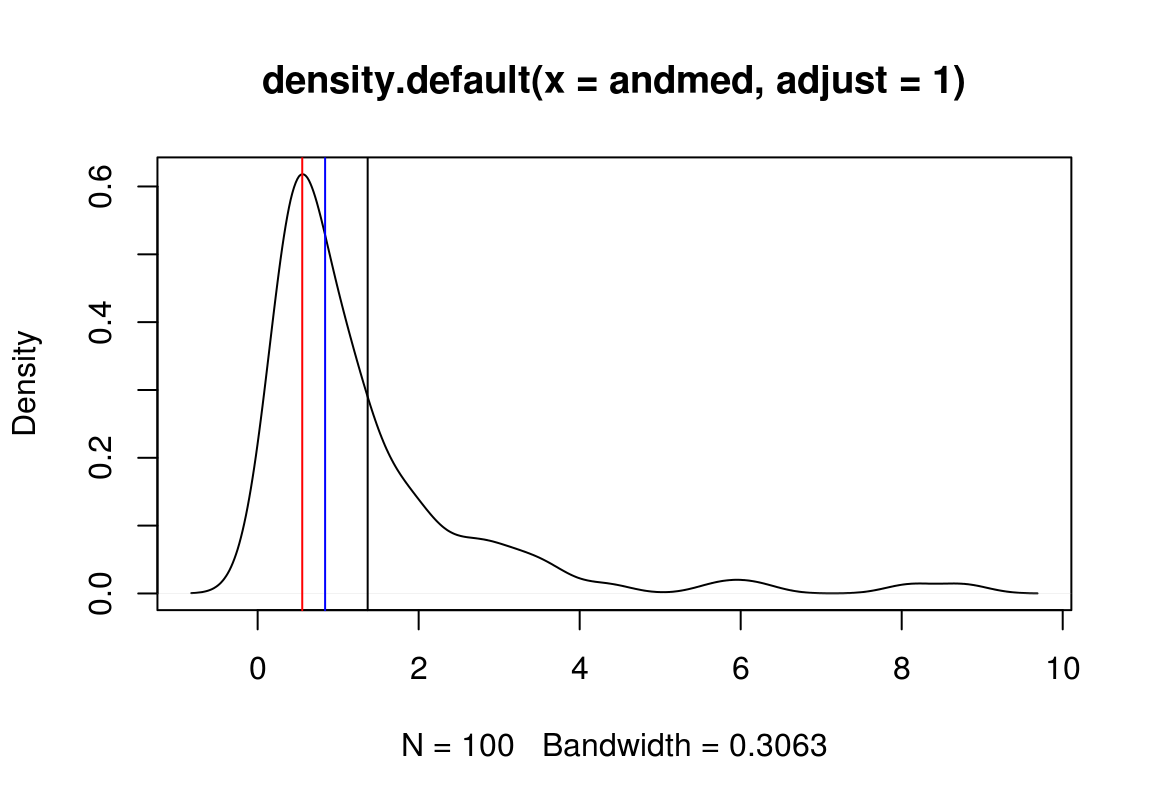 density.default(x = andmed, adjust = 1)
Density
0.6
0.4
0.2
0.0
0 2 4 6 8 10
N = 100 Bandwidth = 0.3063